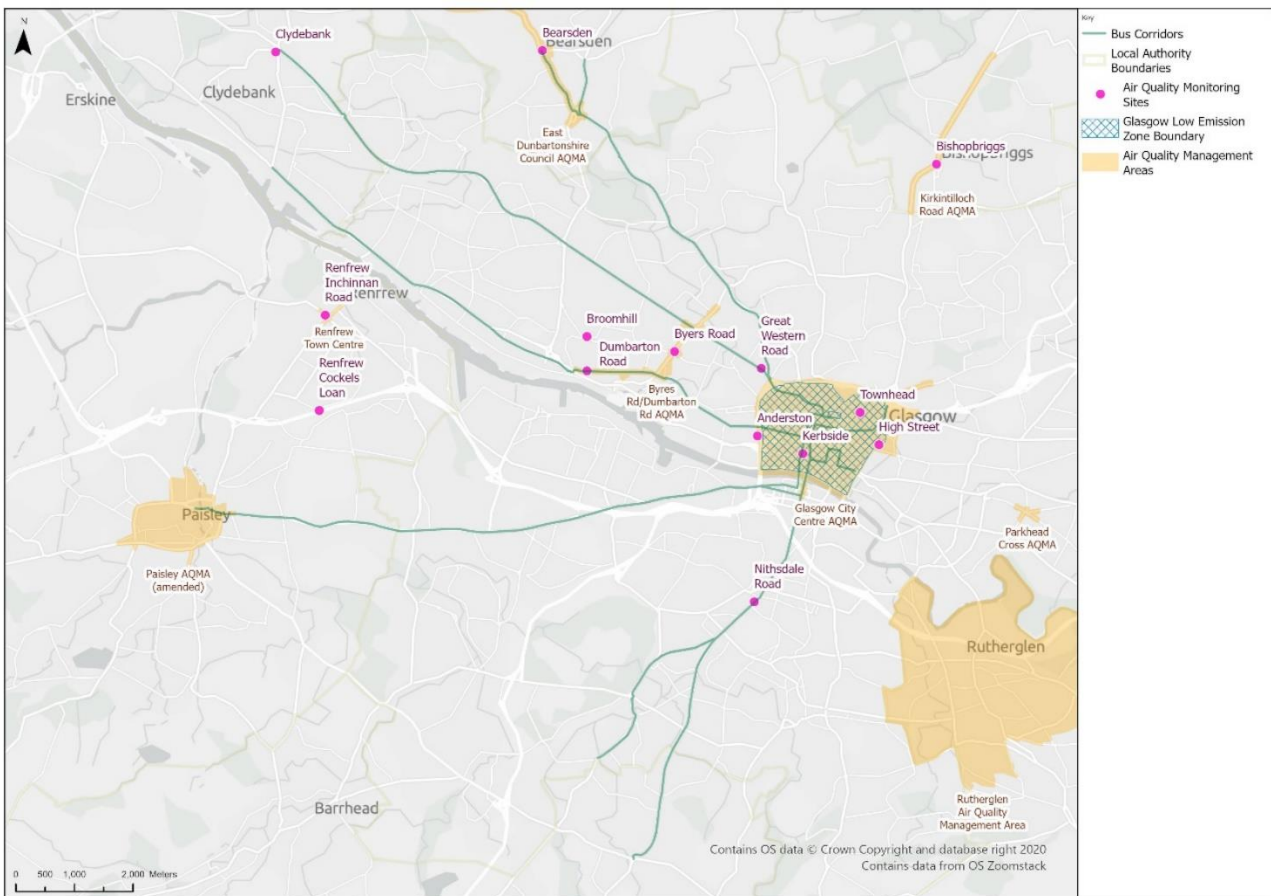 N
Clydebank
Clydebank
Erskine
Bearsden
Bearsden
East
Dunbartonshire
Council AQMA
Bishopbriggs
Bishopbriggs
Kirkintilloch
Road AQMA
Renfrew
Inchinnan
Road
Renfrew
Renfrew
Town Centre
Renfrew
Cockels
Loan
Broomhill
Dumbarton
Road
Byers Road
Byres
Rd/Dumbarton
Rd AQMA
Great
Western
Road
Townhead
Glasgow
Anderston
High Street
Kerbside
Glasgow City
Centre AQMA
Parkhead
Cross AQMA
Paisley
Paisley AQMA
(amended)
Nithsdale
Road
Rutherglen
Rutherglen
Air Quality
Management Area
Barrhead
Contains OS data © Crown Copyright and database right 2020
Contains data from OS Zoomstack
0 500 1,000 2,000 Meters
Key
Bus Corridors
Local Authority
Boundaries
Air Quality Monitoring
Sites
Glasgow Low Emission
Zone Boundary
Air Quality Management
Areas